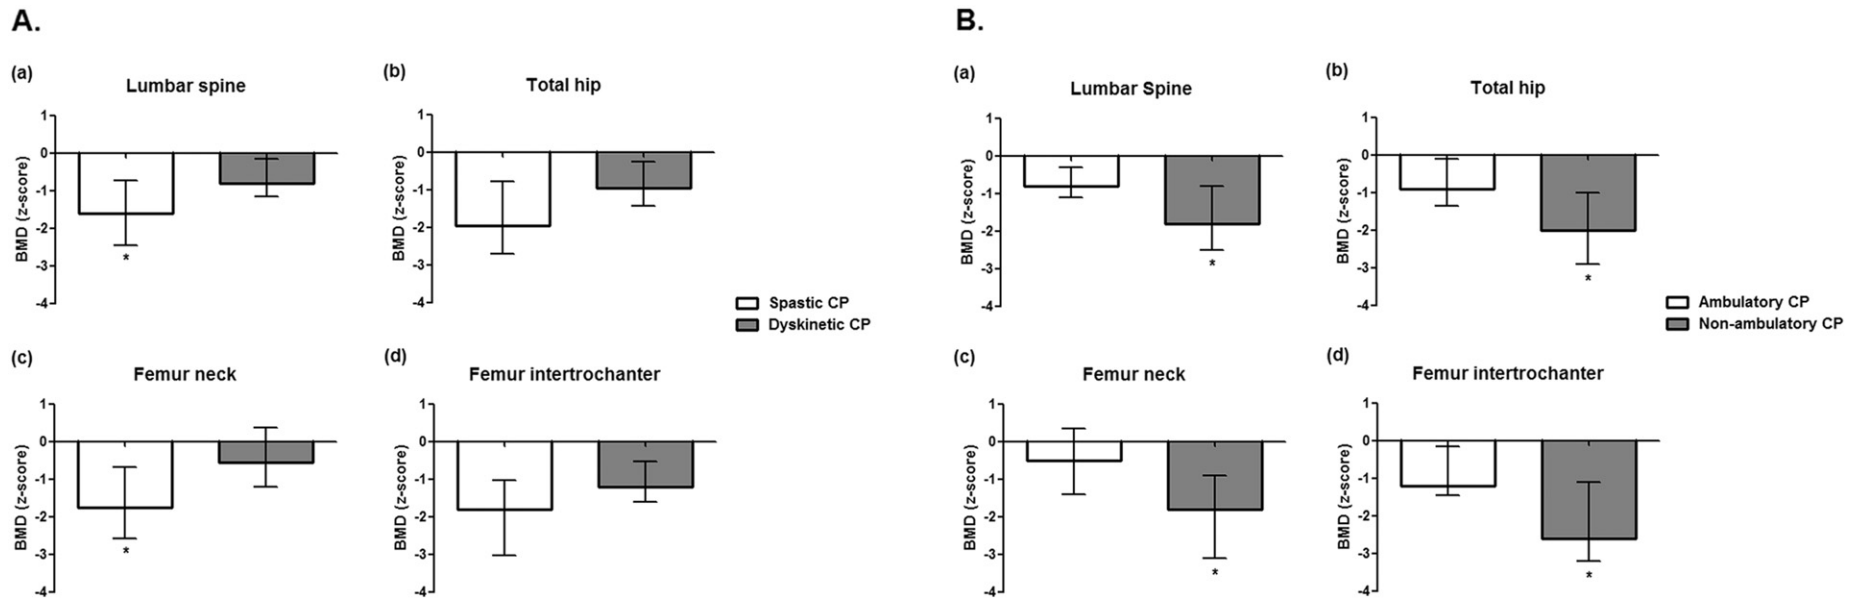 A.
(a)
Lumbar spine
BMD (z-score)
1
0
-1
-2
-3
-4
*
(b)
Total hip
BMD (z-score)
1
0
-1
-2
-3
-4
Spastic CP
Dyskinetic CP
(c)
Femur neck
BMD (z-score)
1
0
-1
-2
-3
-4
*
(d)
Femur intertrochanter
BMD (z-score)
1
0
-1
-2
-3
-4
B.
(a)
Lumbar Spine
BMD (z-score)
1
0
-1
-2
-3
-4
*
(b)
Total hip
BMD (z-score)
1
0
-1
-2
-3
-4
*
Ambulatory CP
Non-ambulatory CP
(c)
Femur neck
BMD (z-score)
1
0
-1
-2
-3
-4
*
(d)
Femur intertrochanter
BMD (z-score)
1
0
-1
-2
-3
-4
*